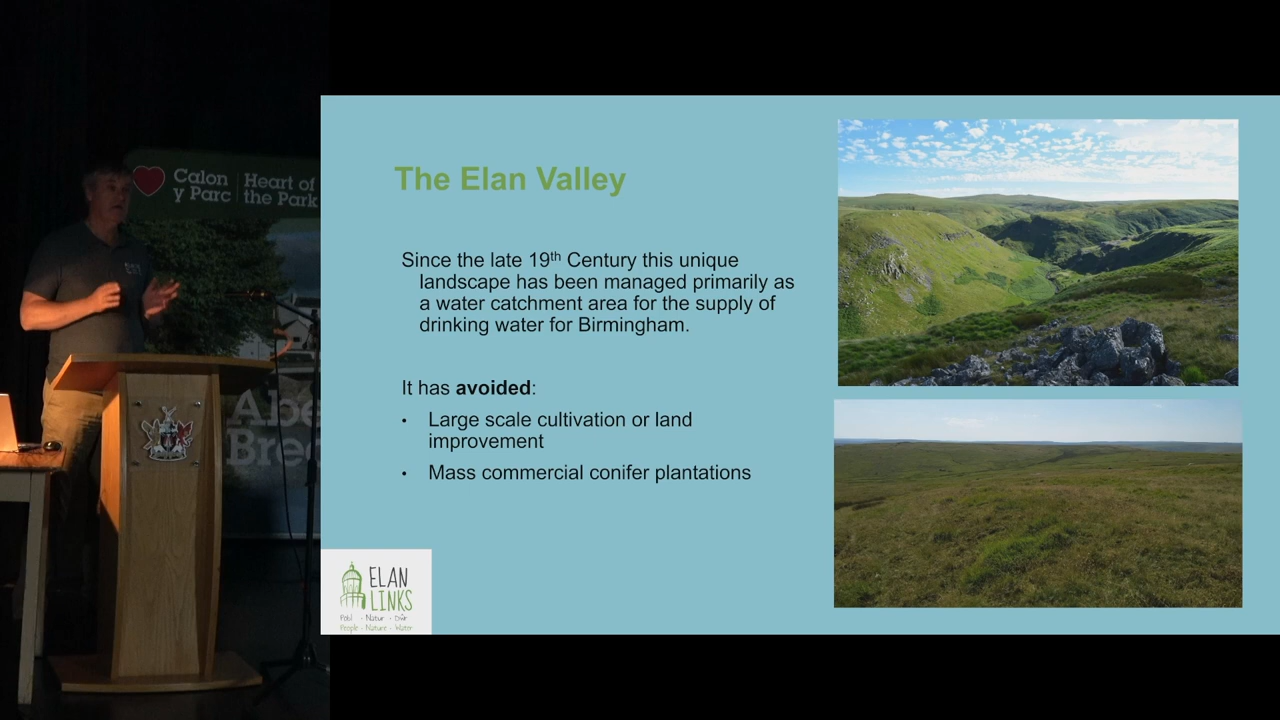 Calon
y Parc
Heart of
the Park
The Elan Valley
Since the late 19th Century this unique
landscape has been managed primarily as
a water catchment area for the supply of
drinking water for Birmingham.
It has avoided:
• Large scale cultivation or land
improvement
• Mass commercial conifer plantations
ELAN
LINKS
Pobl - Natur - Dŵr
People - Nature - Water